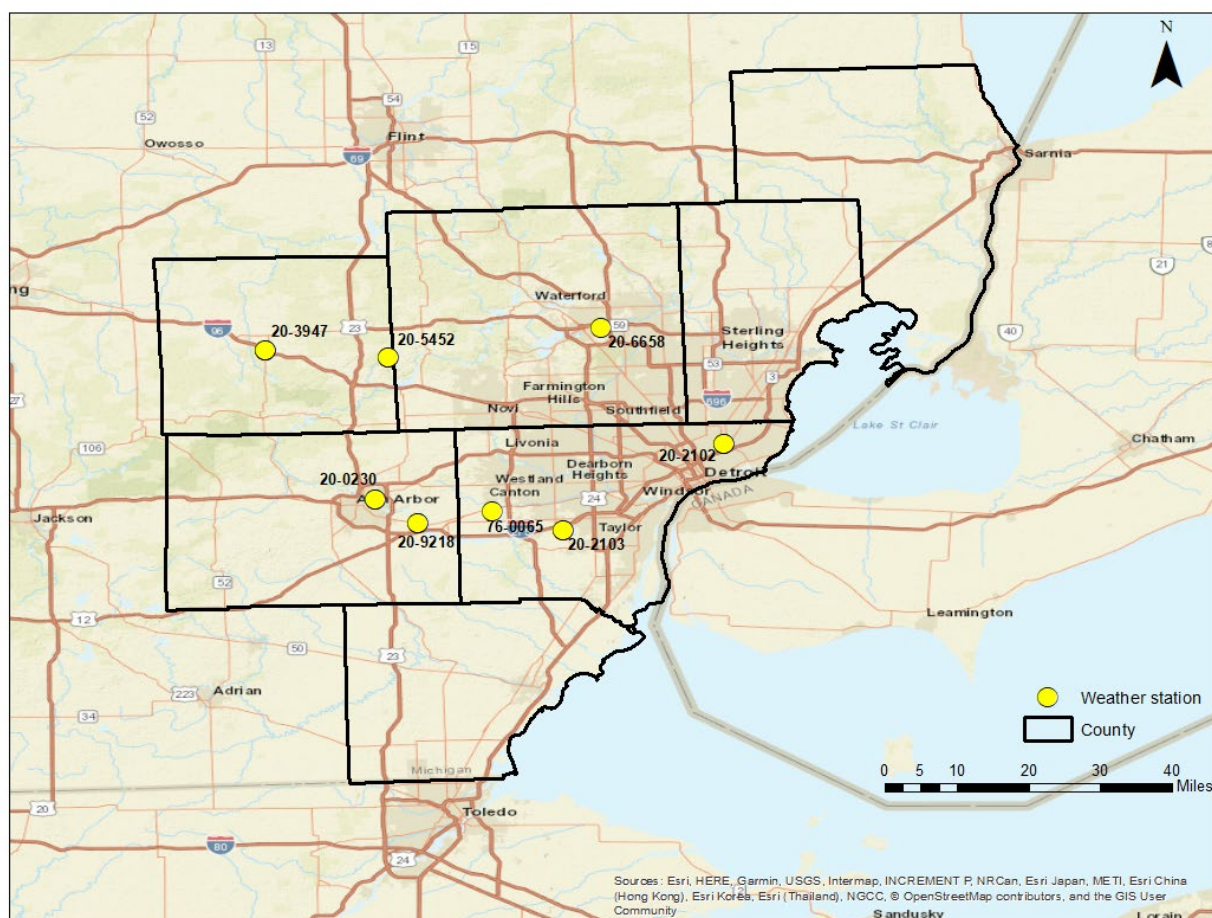 N
13
15
52
54
Flint
Owosso
69
Sarnia
21
ng
96
20-3947
23
20-5452
Waterford
59
20-6658
Sterling
Heights
40
53
3
27
Farmington
Hills
696
Novi
Southfield
106
Livonia
20-2102
Lake St Clair
Chatham
Dearborn
Heights
Detroit
20-0230
Westland
Canton
24
Windsor
CANADA
Ann Arbor
Jackson
76-0065
Taylor
20-9218
20-2103
52
12
Leamington
50
23
Adrian
223
34
Weather station
County
Michigan
0 5 10 20 30 40
Miles
20
Toledo
80
24
Sources: Esri, HERE, Garmin, USGS, Intermap, INCREMENT P, NRCan, Esri Japan, METI, Esri China
(Hong Kong), Esri Korea, Esri (Thailand), NGCC, © OpenStreetMap contributors, and the GIS User
Community
Sandusky
Lorain